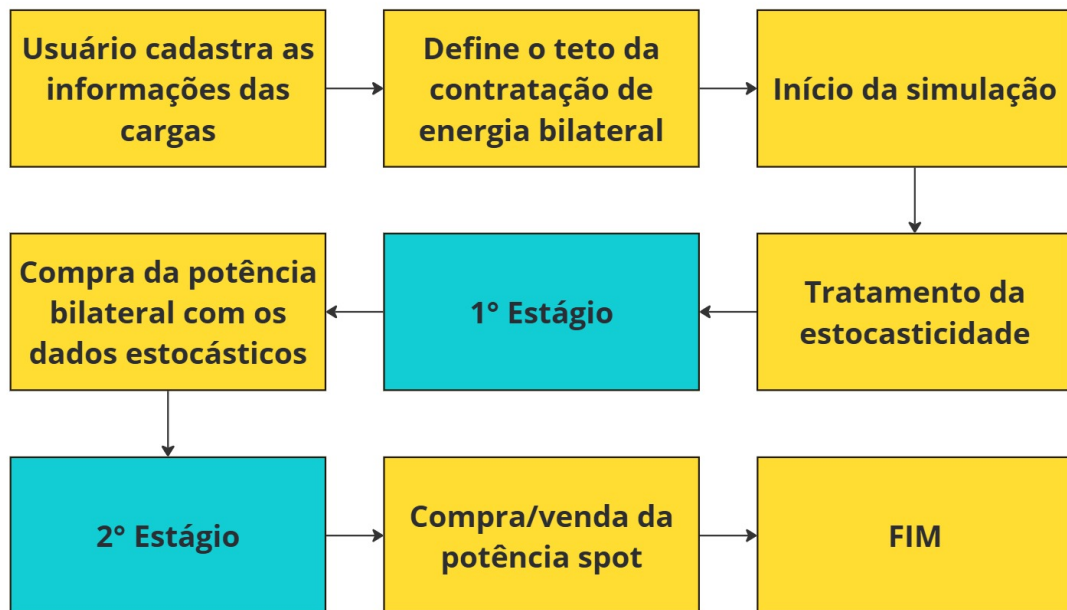 Usuário cadastra as
informações das
cargas
Define o teto da
contratação de
energia bilateral
Início da simulação
Tratamento da
estocasticidade
1° Estágio
Compra da potência
bilateral com os
dados estocásticos
2° Estágio
Compra/venda da
potência spot
FIM